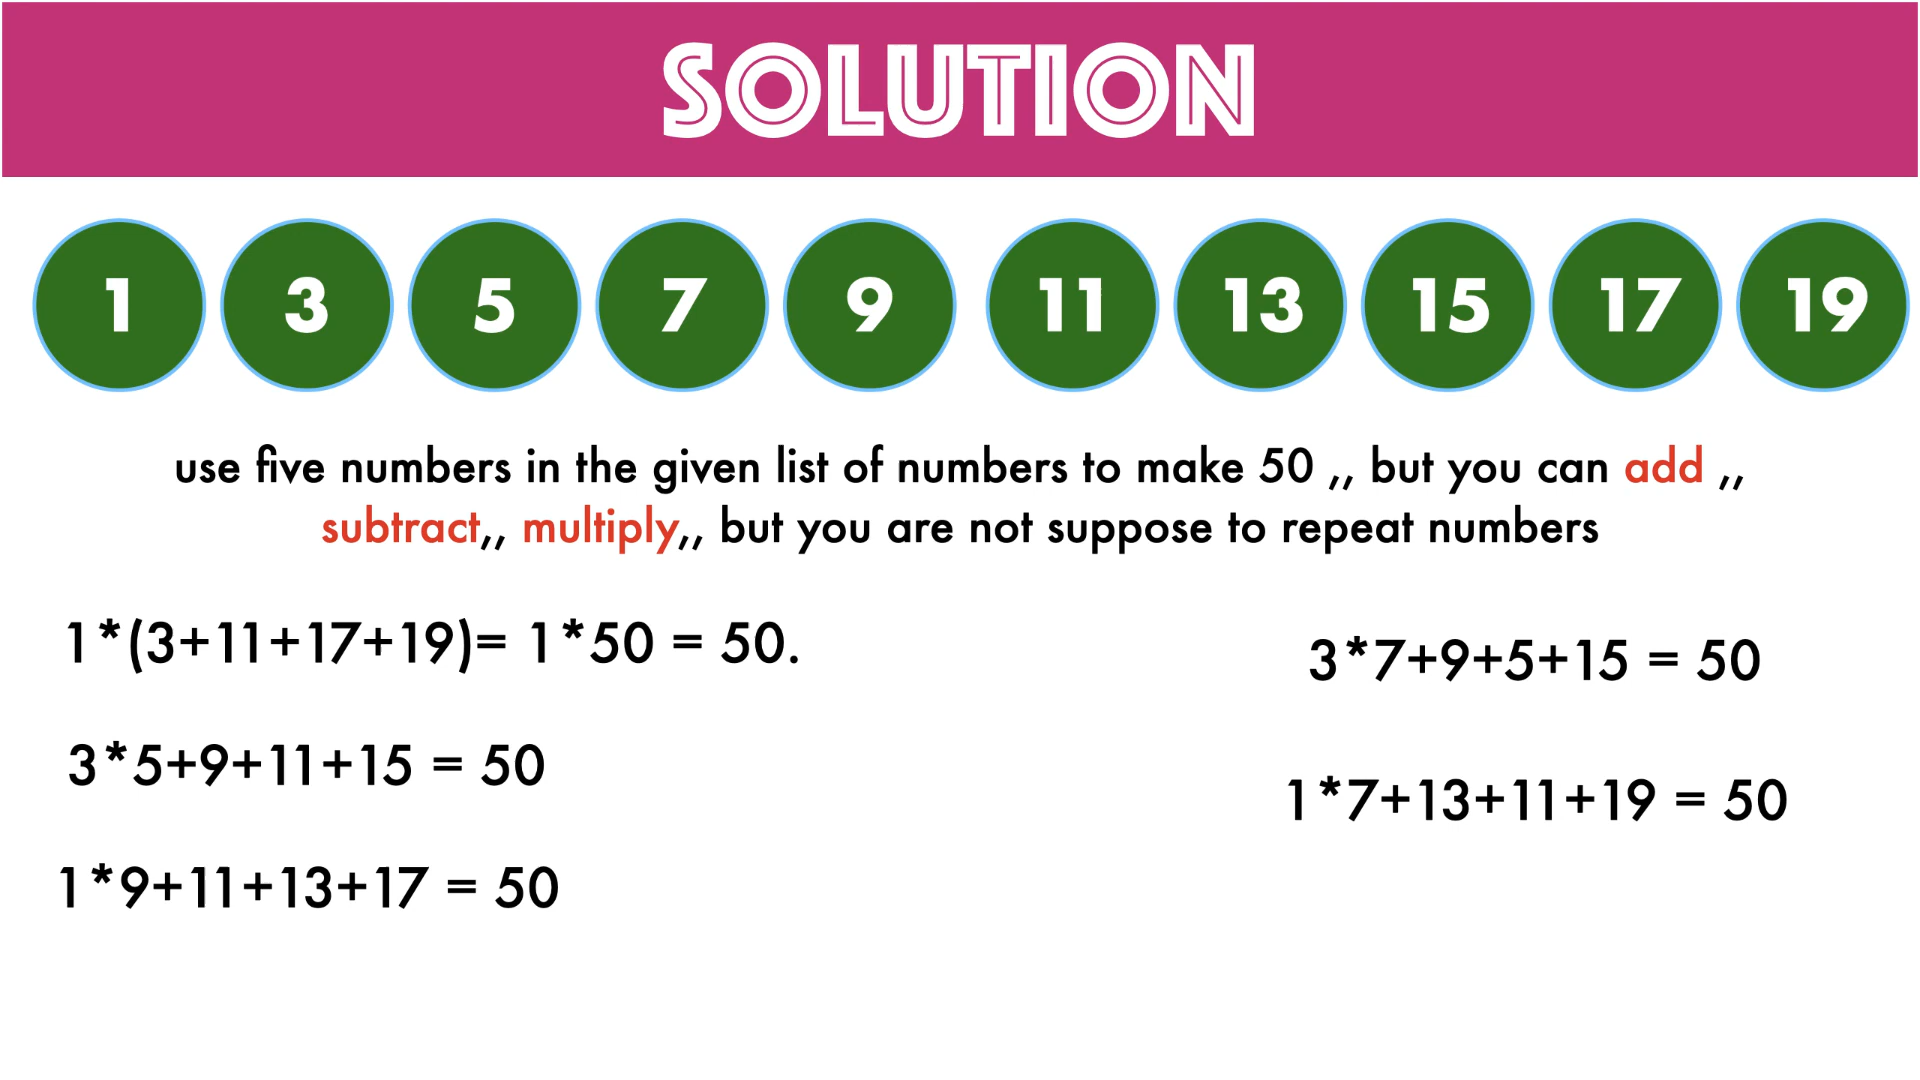 SOLUTION
1 3 5 7 9 11 13 15 17 19
use five numbers in the given list of numbers to make 50 ,, but you can add ,,
subtract,, multiply,, but you are not suppose to repeat numbers
1*(3+11+17+19)= 1*50 = 50.
3*5+9+11+15 = 50
1*9+11+13+17 = 50
3*7+9+5+15 = 50
1*7+13+11+19 = 50